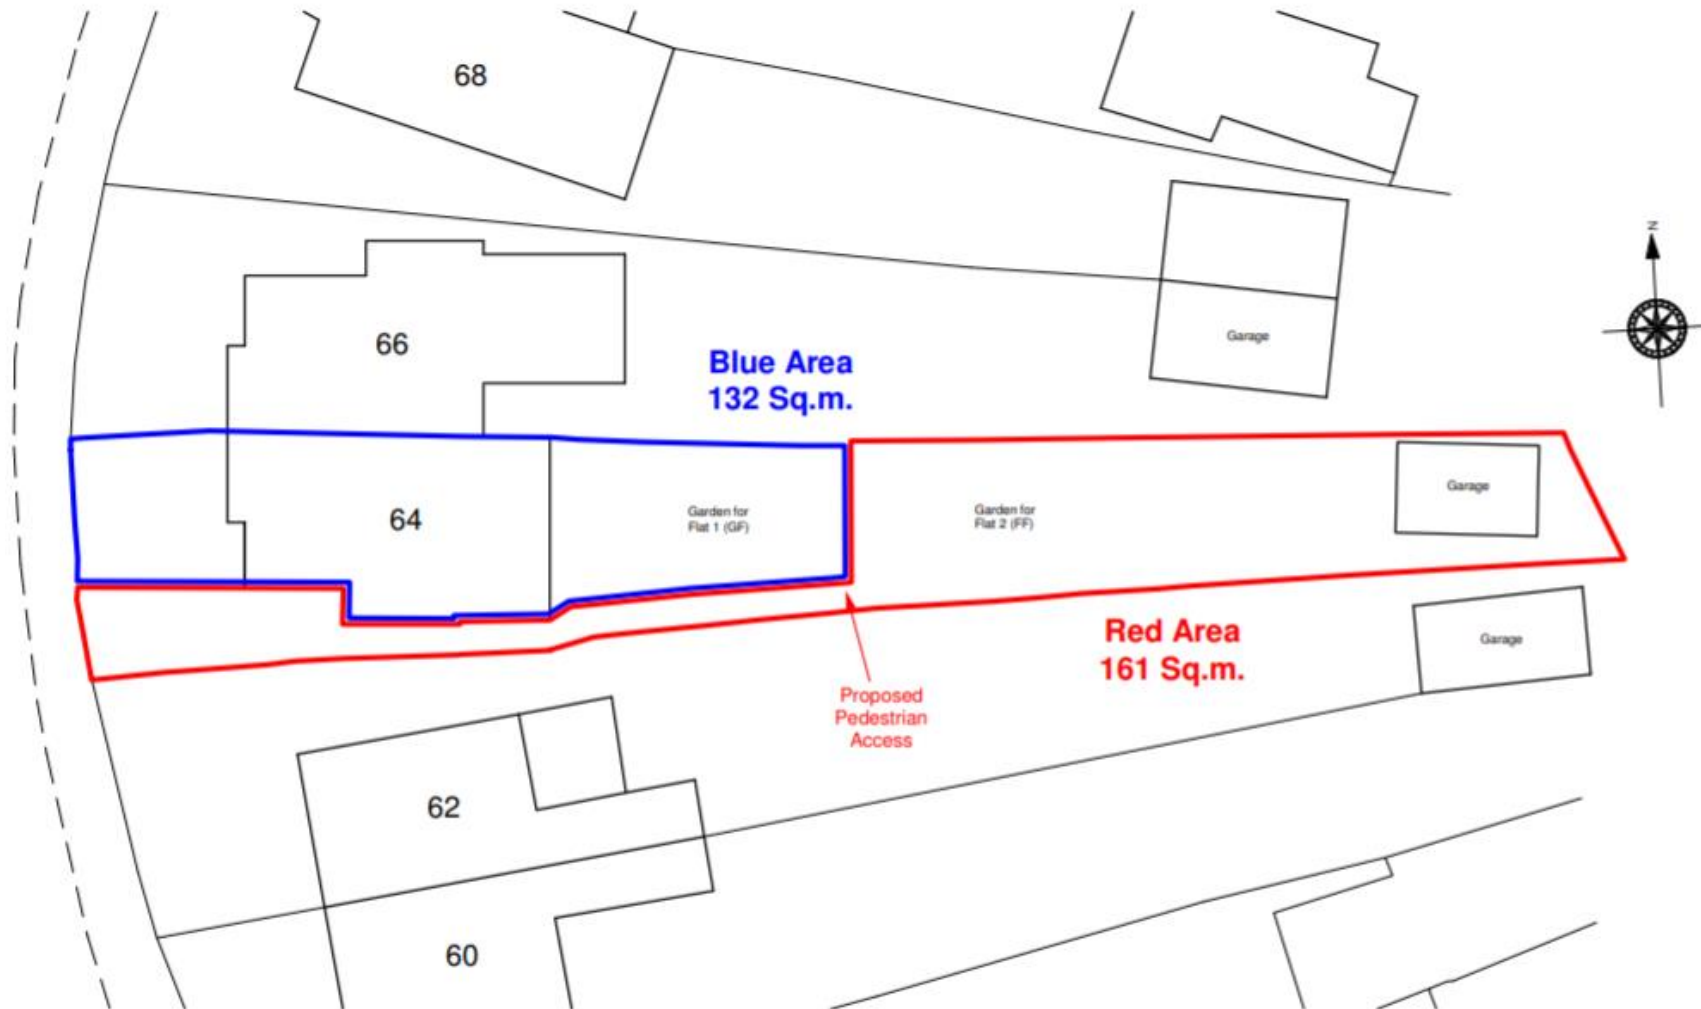 68
N
66
Garage
Blue Area
132 Sq.m.
64
Garden for
Flat 1 (GF)
Garden for
Flat 2 (FF)
Garage
Red Area
161 Sq.m.
Garage
Proposed
Pedestrian
Access
62
60